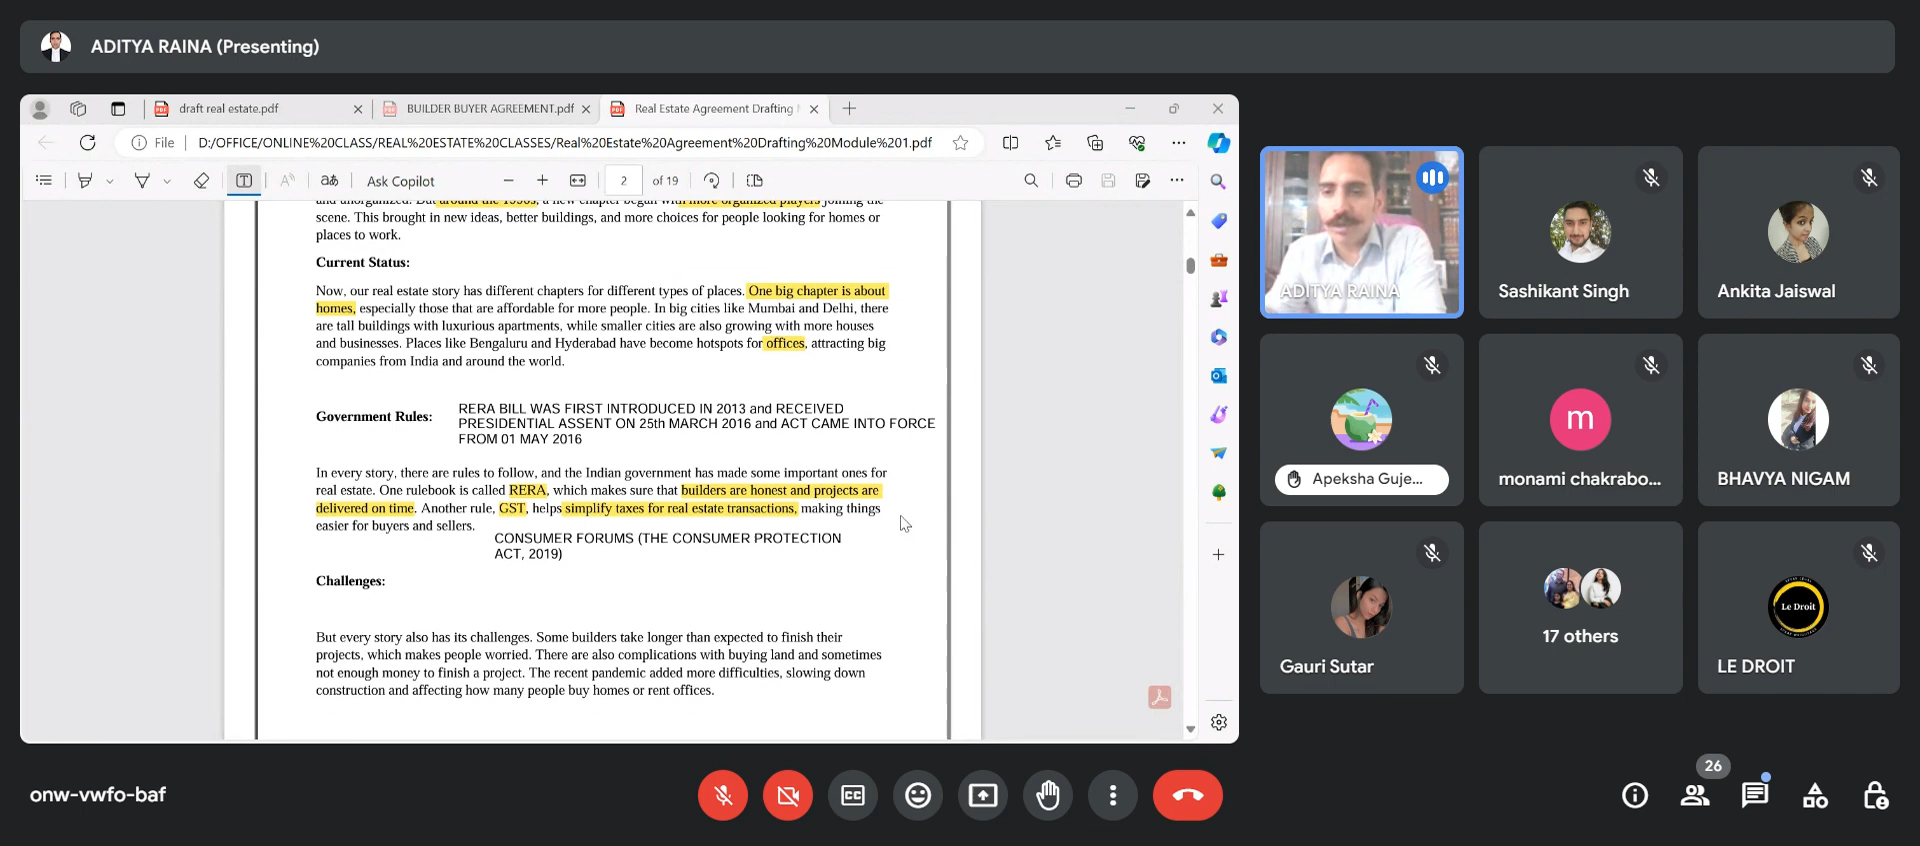 ADITYA RAINA (Presenting)
draft real estate.pdf
BUILDER BUYER AGREEMENT.pdf
Real Estate Agreement Drafting
File
D:/OFFICE/ONLINE%20CLASS/REAL%20ESTATE%20CLASSES/Real%20Estate%20Agreement%20Drafting%20Module%201.pdf
Ask Copilot
2 of 19
and unorganized. But around the 1990s, a new chapter began with more organized players joining the
scene. This brought in new ideas, better buildings, and more choices for people looking for homes or
places to work.
Current Status:
Now, our real estate story has different chapters for different types of places. One big chapter is about
homes, especially those that are affordable for more people. In big cities like Mumbai and Delhi, there
are tall buildings with luxurious apartments, while smaller cities are also growing with more houses
and businesses. Places like Bengaluru and Hyderabad have become hotspots for offices, attracting big
companies from India and around the world.
Government Rules:
RERA BILL WAS FIRST INTRODUCED IN 2013 and RECEIVED
PRESIDENTIAL ASSENT ON 25th MARCH 2016 and ACT CAME INTO FORCE
FROM 01 MAY 2016
In every story, there are rules to follow, and the Indian government has made some important ones for
real estate. One rulebook is called RERA, which makes sure that builders are honest and projects are
delivered on time. Another rule, GST, helps simplify taxes for real estate transactions, making things
easier for buyers and sellers.
CONSUMER FORUMS (THE CONSUMER PROTECTION
ACT, 2019)
Challenges:
But every story also has its challenges. Some builders take longer than expected to finish their
projects, which makes people worried. There are also complications with buying land and sometimes
not enough money to finish a project. The recent pandemic added more difficulties, slowing down
construction and affecting how many people buy homes or rent offices.
ADITYA RAINA
Sashikant Singh
Ankita Jaiswal
Apeksha Guje...
m
monami chakrabo...
BHAVYA NIGAM
Gauri Sutar
17 others
Le Droit
LE DROIT
onw-vwfo-baf
26